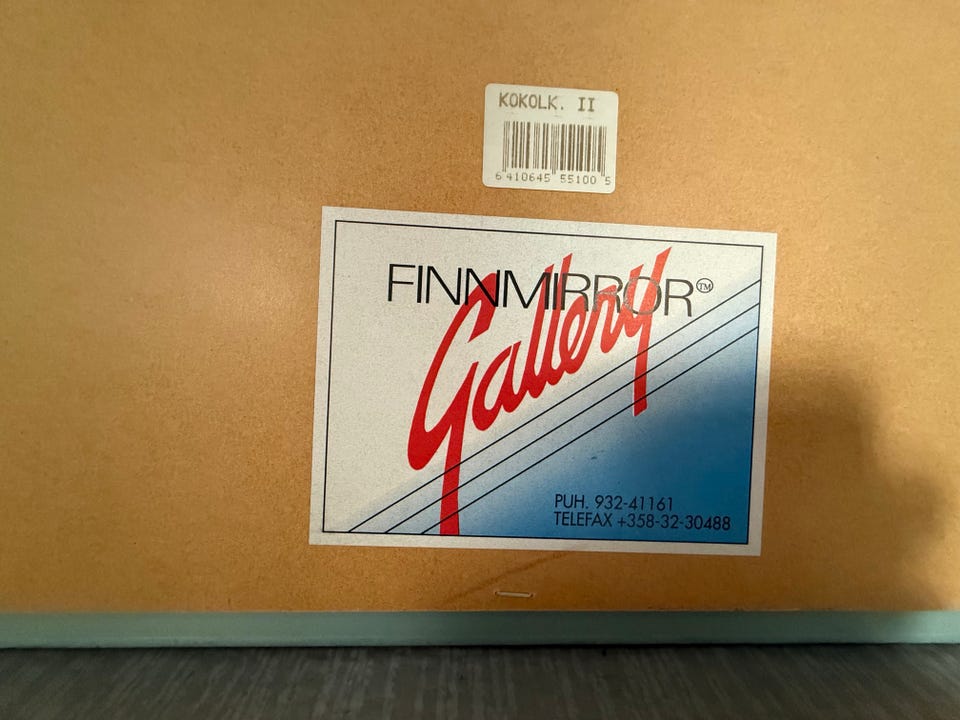 KOKOLK. II
6 410645 55100 5
FINNMIRROR™
Gallery
PUH. 932-41161
TELEFAX +358-32-30488